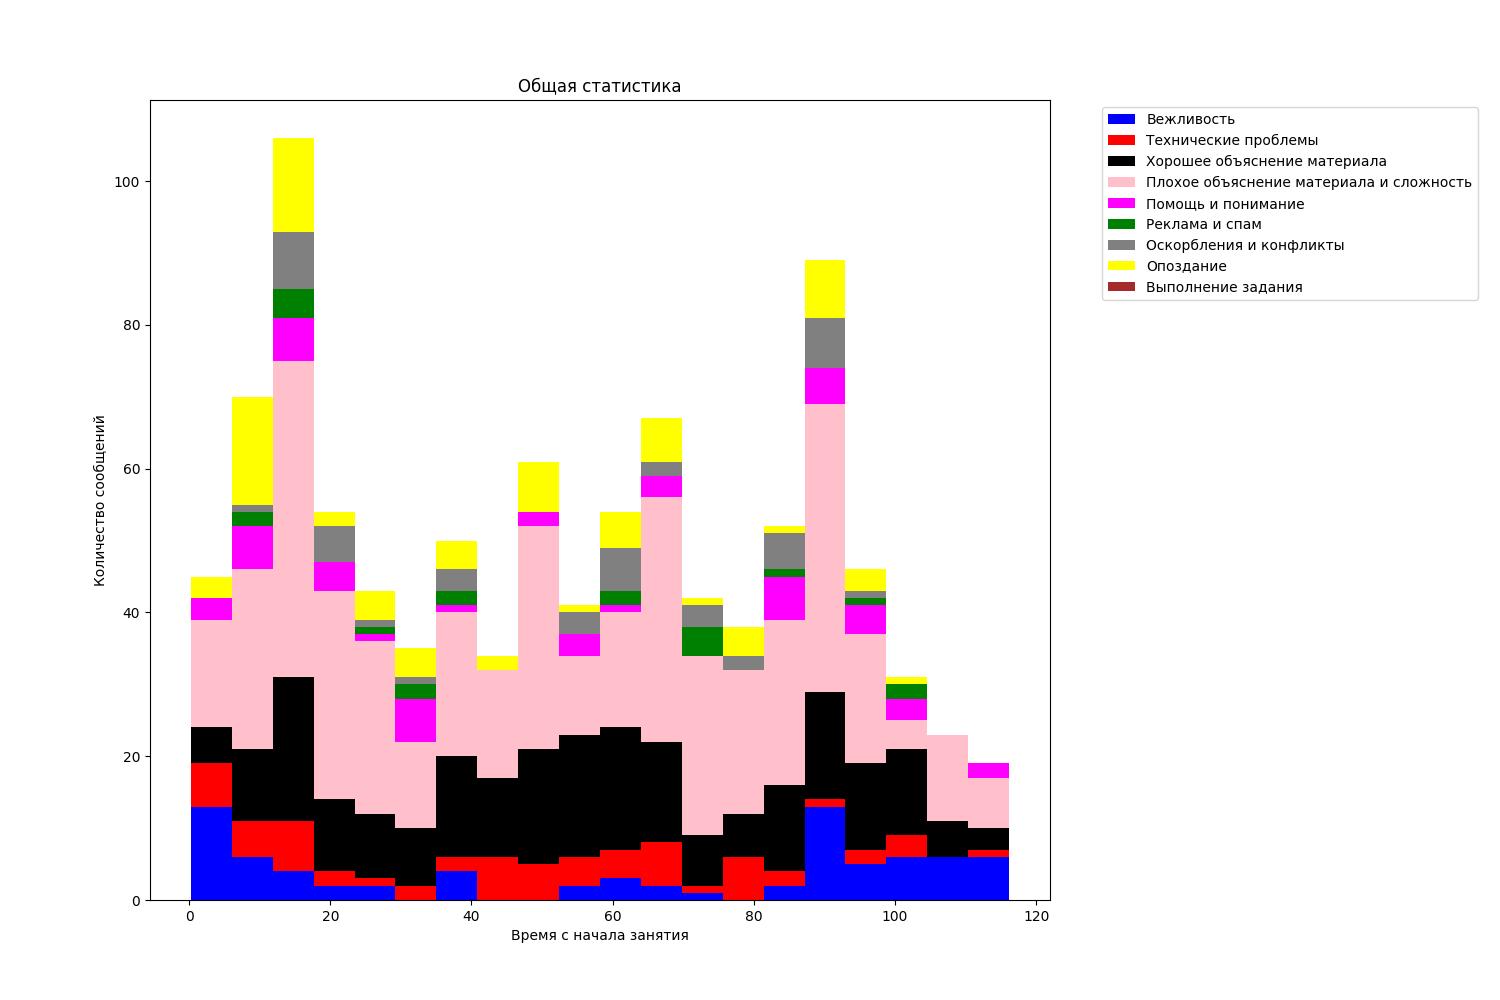 Общая статистика
Вежливость
Технические проблемы
Хорошее объяснение материала
Плохое объяснение материала и сложность
Помощь и понимание
Реклама и спам
Оскорбления и конфликты
Опоздание
Выполнение задания
Количество сообщений
100
80
60
40
20
0
0 20 40 60 80 100 120
Время с начала занятия